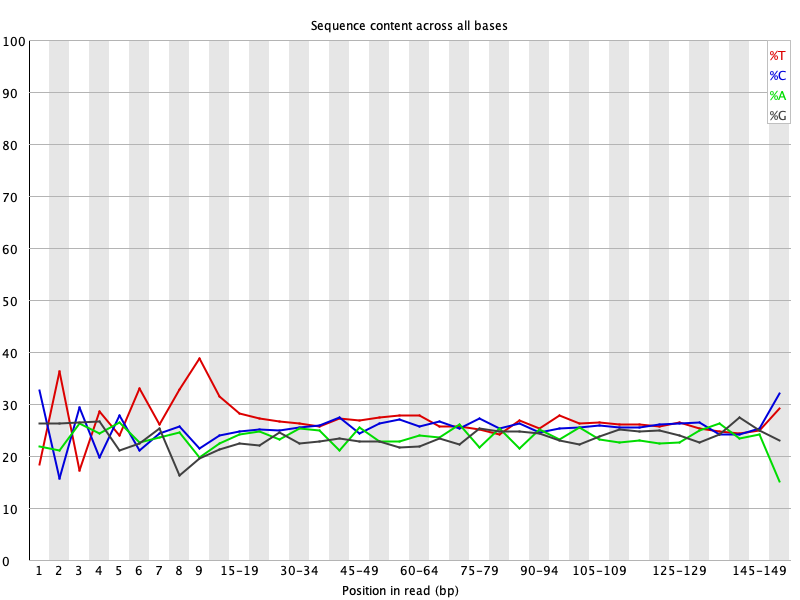 Sequence content across all bases
100
%T
%C
90
%A
%G
80
70
60
50
40
30
20
10
0
1 2 3 4 5 6 7 8 9 15-19 30-34 45-49 60-64 75-79 90-94 105-109 125-129 145-149
Position in read (bp)